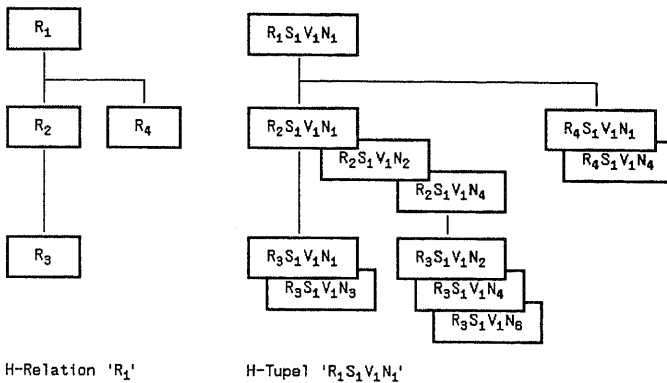 R₁ R₁S₁V₁N₁
R₂ R₄ R₂S₁V₁N₁ R₄S₁V₁N₁
R₂S₁V₁N₂ R₄S₁V₁N₄
R₂S₁V₁N₄
R₃ R₃S₁V₁N₁ R₃S₁V₁N₂
R₃S₁V₁N₃ R₃S₁V₁N₄
R₃S₁V₁N₆
H-Relation 'R₁' H-Tupel 'R₁S₁V₁N₁'